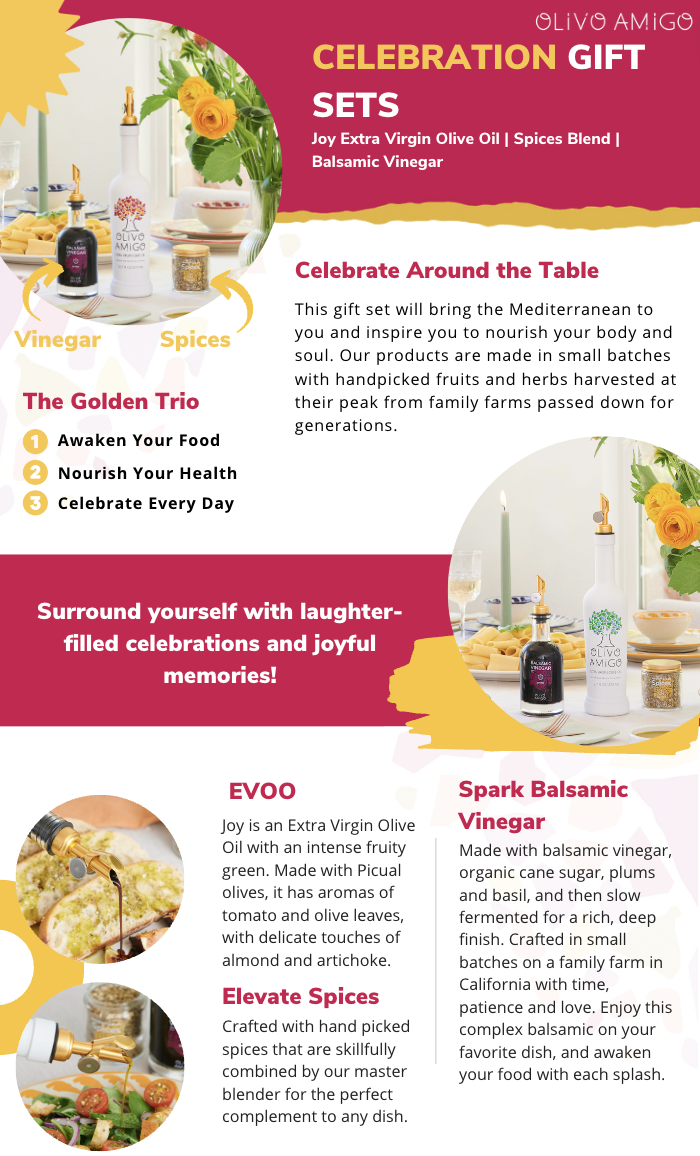 OLIVO AMIGO
CELEBRATION GIFT
SETS
Joy Extra Virgin Olive Oil | Spices Blend |
Balsamic Vinegar
OLIVO
AMIGO
BALSAMIC
VINEGAR
Vinegar
Spices
Celebrate Around the Table
This gift set will bring the Mediterranean to
you and inspire you to nourish your body and
soul. Our products are made in small batches
with handpicked fruits and herbs harvested at
their peak from family farms passed down for
generations.
The Golden Trio
1 Awaken Your Food
2 Nourish Your Health
3 Celebrate Every Day
Surround yourself with laughter-
filled celebrations and joyful
memories!
OLIVO
AMIGO
BALSAMIC
VINEGAR
EVOO
Joy is an Extra Virgin Olive
Oil with an intense fruity
green. Made with Picual
olives, it has aromas of
tomato and olive leaves,
with delicate touches of
almond and artichoke.
Elevate Spices
Crafted with hand picked
spices that are skillfully
combined by our master
blender for the perfect
complement to any dish.
Spark Balsamic
Vinegar
Made with balsamic vinegar,
organic cane sugar, plums
and basil, and then slow
fermented for a rich, deep
finish. Crafted in small
batches on a family farm in
California with time,
patience and love. Enjoy this
complex balsamic on your
favorite dish, and awaken
your food with each splash.